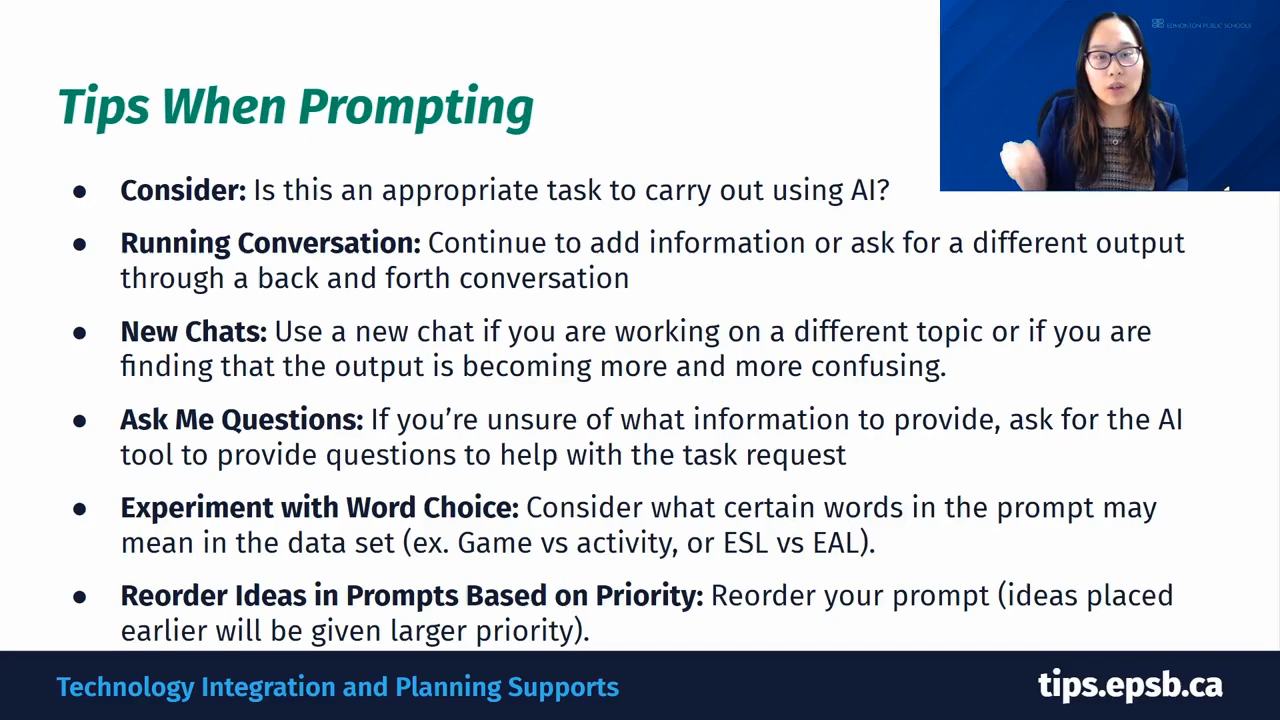 EDMONTON PUBLIC SCHOOLS
Tips When Prompting
● Consider: Is this an appropriate task to carry out using AI?
● Running Conversation: Continue to add information or ask for a different output
through a back and forth conversation
● New Chats: Use a new chat if you are working on a different topic or if you are
finding that the output is becoming more and more confusing.
● Ask Me Questions: If you’re unsure of what information to provide, ask for the AI
tool to provide questions to help with the task request
● Experiment with Word Choice: Consider what certain words in the prompt may
mean in the data set (ex. Game vs activity, or ESL vs EAL).
● Reorder Ideas in Prompts Based on Priority: Reorder your prompt (ideas placed
earlier will be given larger priority).
Technology Integration and Planning Supports
tips.epsb.ca